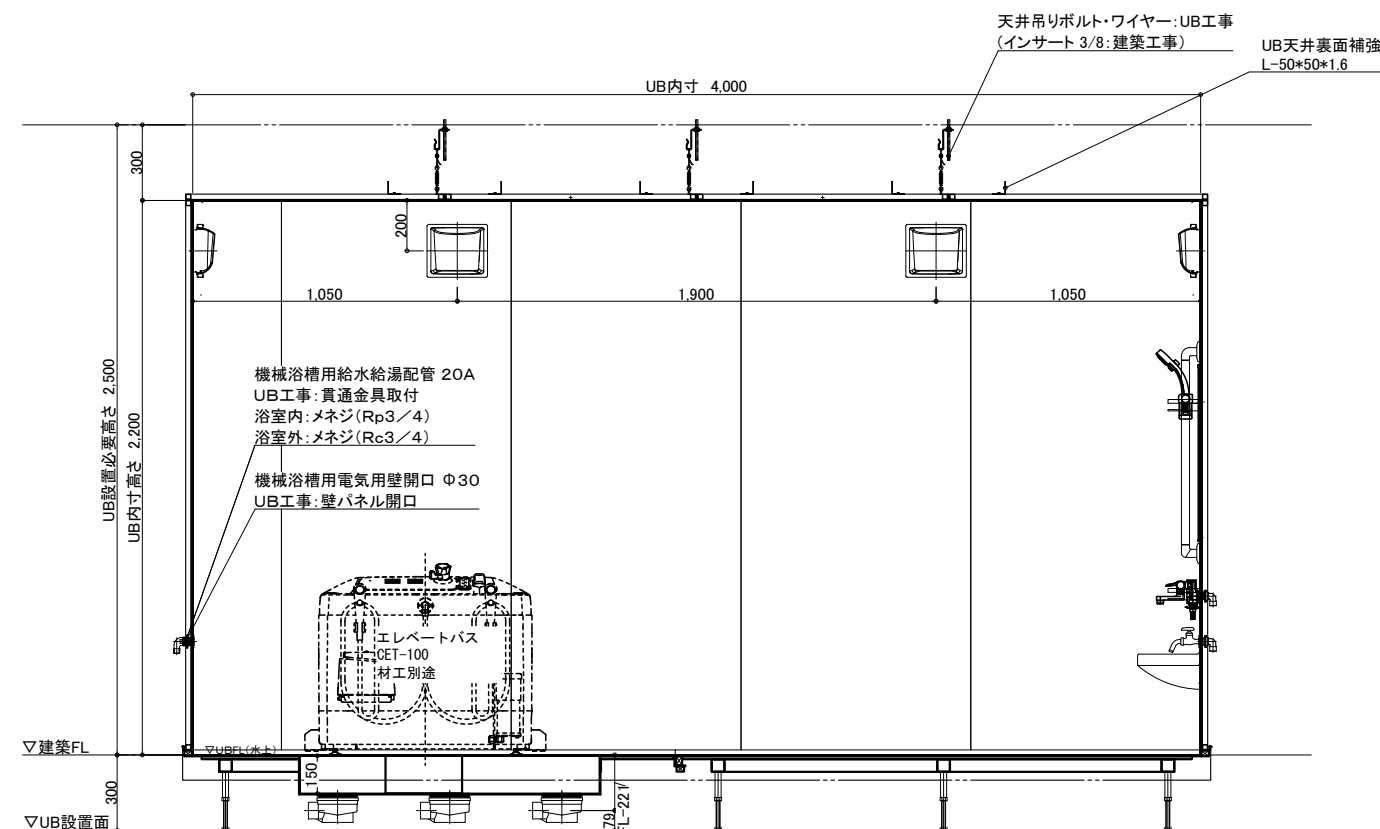 天井吊りボルト・ワイヤー:UB工事
(インサート 3/8:建築工事)
UB天井裏面補強
L-50*50*1.6
UB内寸 4,000
300
200
1,050
1,900
1,050
UB設置必要高さ 2,500
UB内寸高さ 2,200
機械浴槽用給水給湯配管 20A
UB工事:貫通金具取付
浴室内:メネジ(Rp3/4)
浴室外:メネジ(Rc3/4)
機械浴槽用電気用壁開口 Φ30
UB工事:壁パネル開口
エレベートバス
CET-100
材工別途
▽建築FL
▽UBFL(水上)
150
300
79
FL-221
▽UB設置面